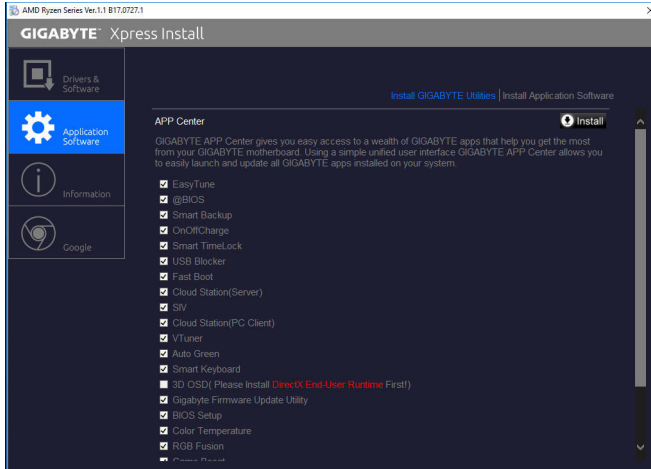 AMD Ryzen Series Ver.1.1 B17.0727.1
GIGABYTE™ Xpress Install
Drivers &
Software
Application
Software
Information
Google
Install GIGABYTE Utilities | Install Application Software
APP Center
Install
GIGABYTE APP Center gives you easy access to a wealth of GIGABYTE apps that help you get the most
from your GIGABYTE motherboard. Using a simple unified user interface GIGABYTE APP Center allows you
to easily launch and update all GIGABYTE apps installed on your system.
EasyTune
@BIOS
Smart Backup
OnOffCharge
Smart TimeLock
USB Blocker
Fast Boot
Cloud Station(Server)
SIV
Cloud Station(PC Client)
VTuner
Auto Green
Smart Keyboard
3D OSD( Please Install DirectX End-User Runtime First!)
Gigabyte Firmware Update Utility
BIOS Setup
Color Temperature
RGB Fusion
Game Boost